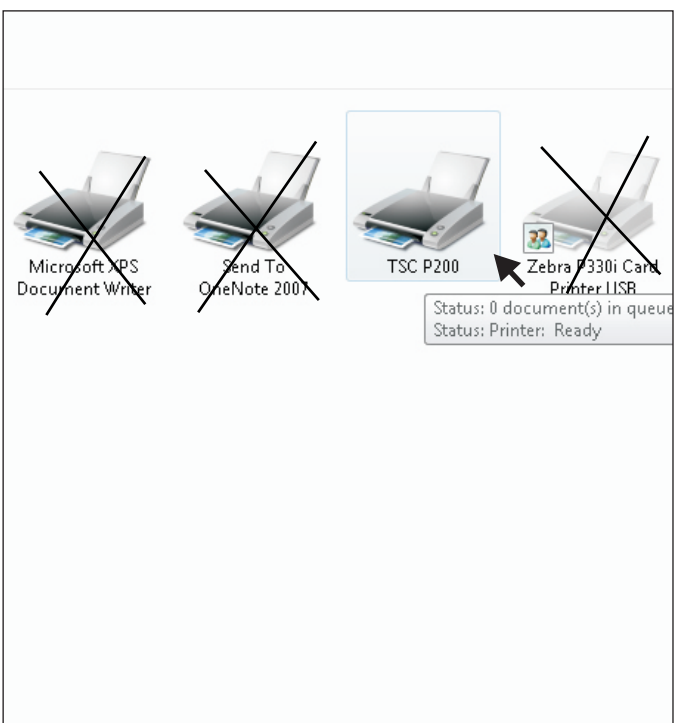 Microsoft XPS
Document Writer
Send To
OneNote 2007
TSC P200
Zebra P330i Card
Printer USB
Status: 0 document(s) in queue
Status: Printer: Ready